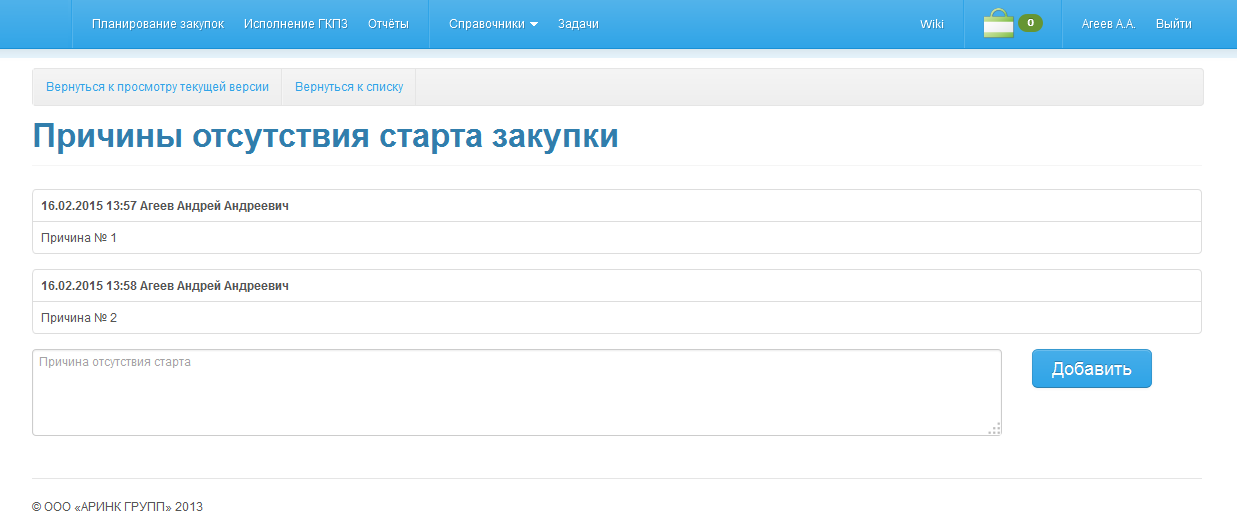 Планирование закупок Исполнение ГКПЗ Отчёты Справочники Задачи Wiki 0 Агеев А.А. Выйти
Вернуться к просмотру текущей версии Вернуться к списку
Причины отсутствия старта закупки
16.02.2015 13:57 Агеев Андрей Андреевич
Причина № 1
16.02.2015 13:58 Агеев Андрей Андреевич
Причина № 2
Причина отсутствия старта Добавить
© ООО «АРИНК ГРУПП» 2013